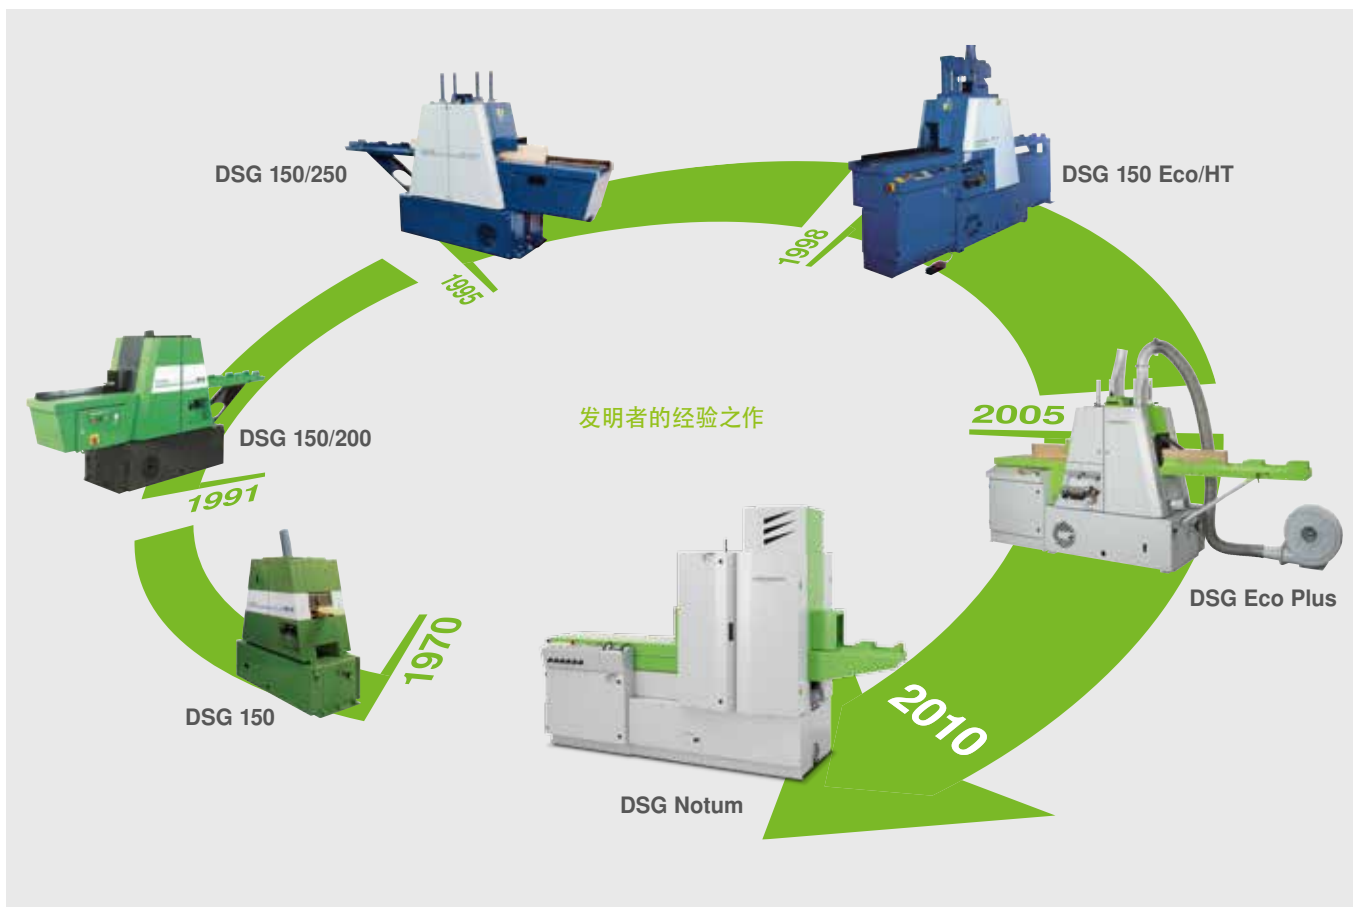 DSG 150/250
DSG 150 Eco/HT
1998
1995
发明者的经验之作
2005
DSG 150/200
1991
DSG Eco Plus
1970
DSG 150
2010
DSG Notum